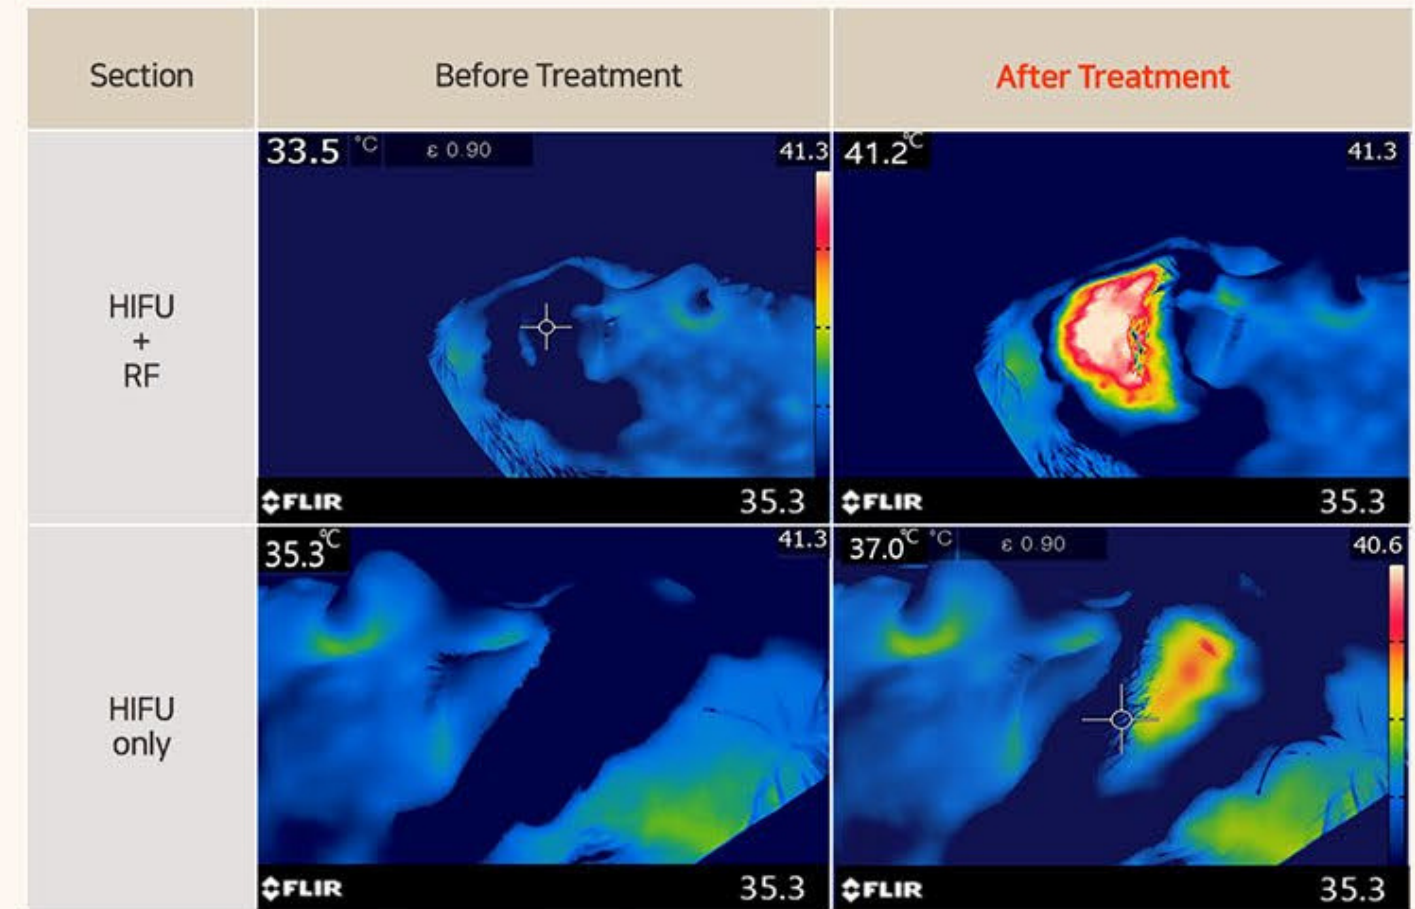 Section
Before Treatment
After Treatment
HIFU
+
RF
33.5 °C ε 0.90 41.3
FLIR 35.3
41.2°C 41.3
FLIR 35.3
HIFU
only
35.3°C 41.3
FLIR 35.3
37.0°C °C ε 0.90 40.6
FLIR 35.3